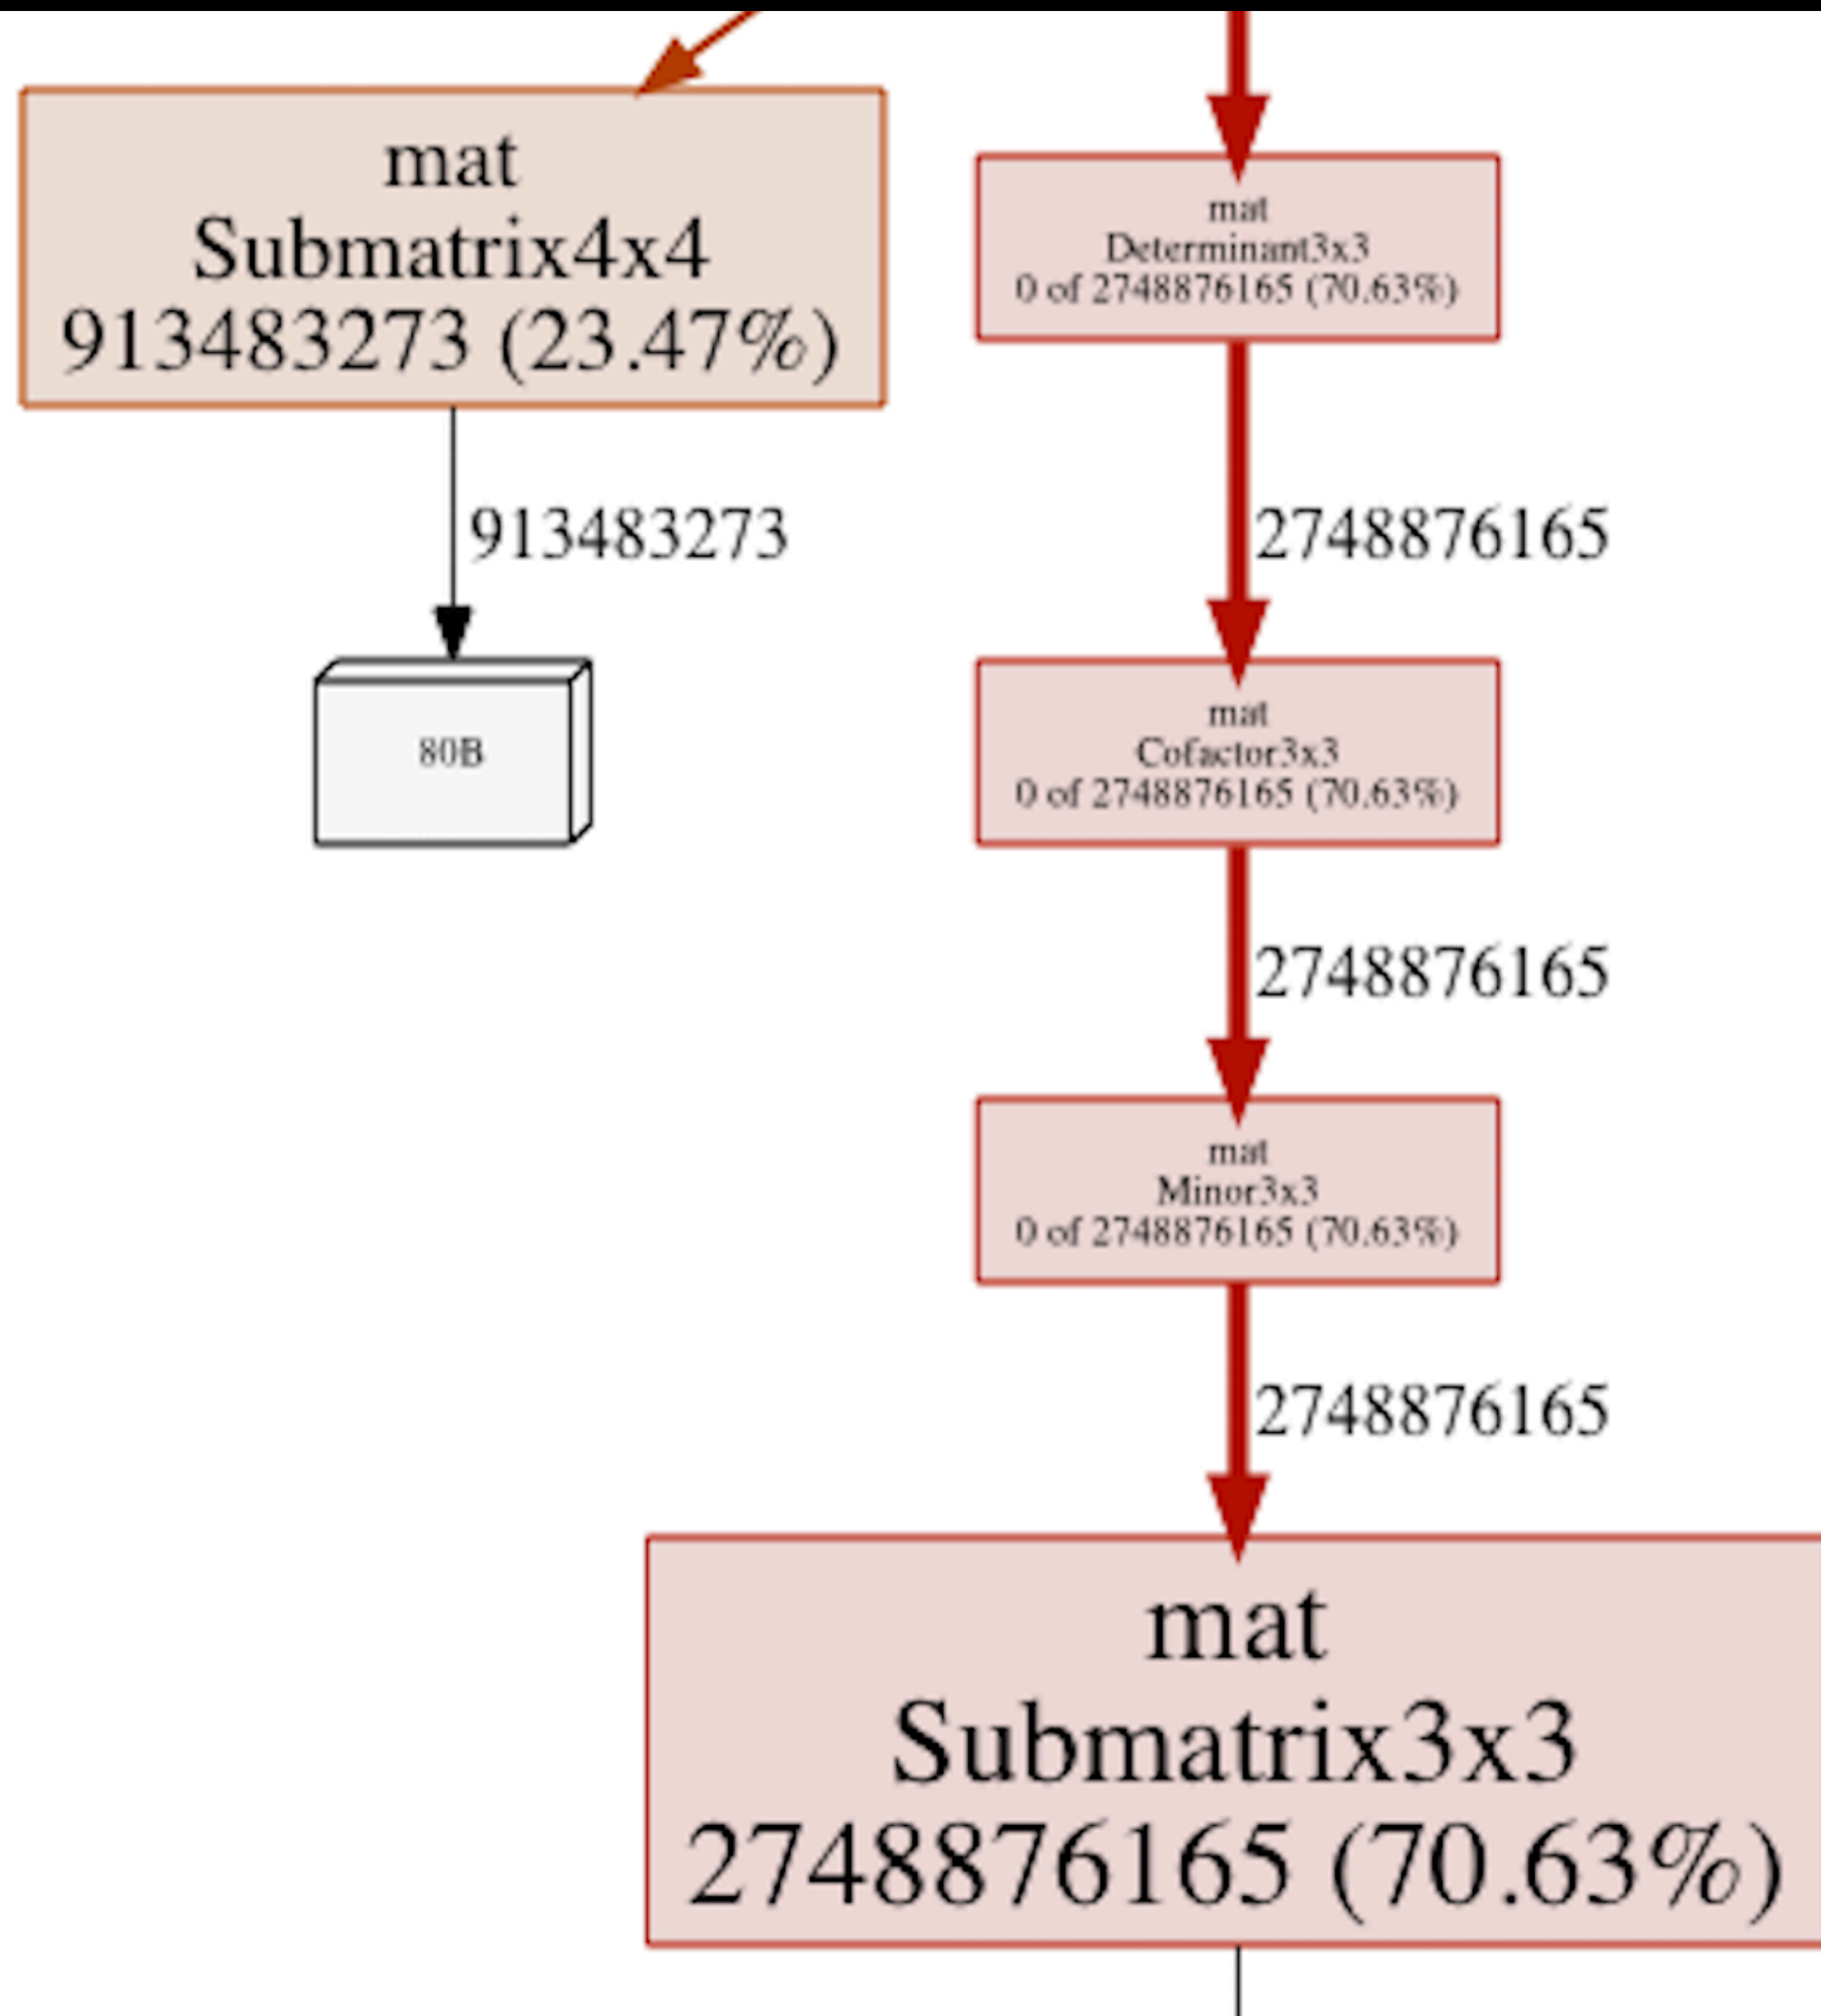 mat
Submatrix4x4
913483273 (23.47%)
913483273
80B
mat
Determinant3x3
0 of 2748876165 (70.63%)
2748876165
mat
Cofactor3x3
0 of 2748876165 (70.63%)
2748876165
mat
Minor3x3
0 of 2748876165 (70.63%)
2748876165
mat
Submatrix3x3
2748876165 (70.63%)